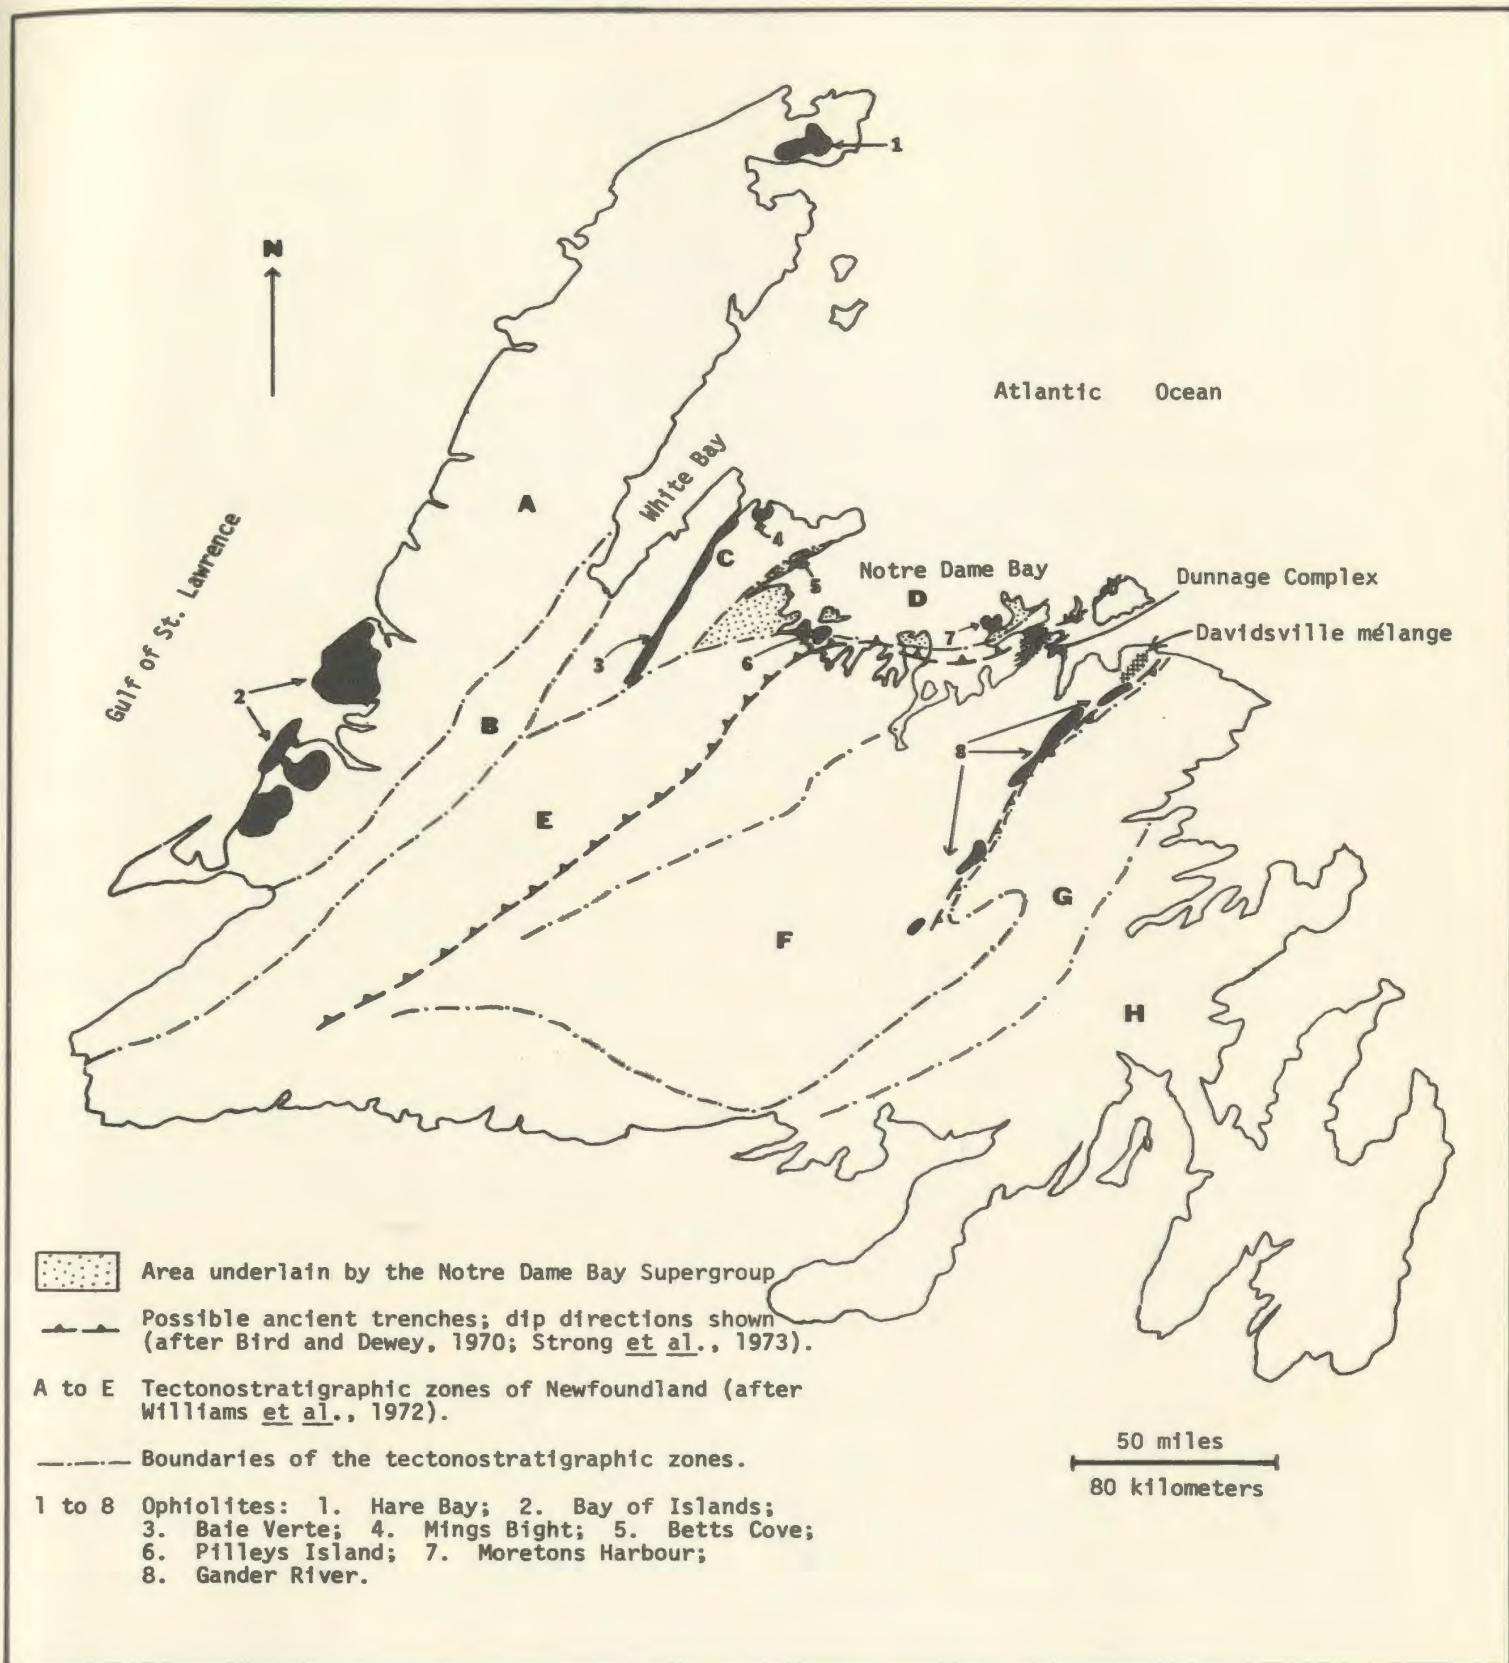 1
N
Atlantic Ocean
White Bay
A
4
C
Gulf of St. Lawrence
5
Notre Dame Bay
Dunnage Complex
D
Davidsville mélange
7
3
6
2
B
8
E
G
F
H
Area underlain by the Notre Dame Bay Supergroup
Possible ancient trenches; dip directions shown
(after Bird and Dewey, 1970; Strong et al., 1973).
A to E Tectonostratigraphic zones of Newfoundland (after
Williams et al., 1972).
Boundaries of the tectonostratigraphic zones.
1 to 8 Ophiolites: 1. Hare Bay; 2. Bay of Islands;
3. Baie Verte; 4. Mings Bight; 5. Betts Cove;
6. Pilleys Island; 7. Moretons Harbour;
8. Gander River.
50 miles
80 kilometers